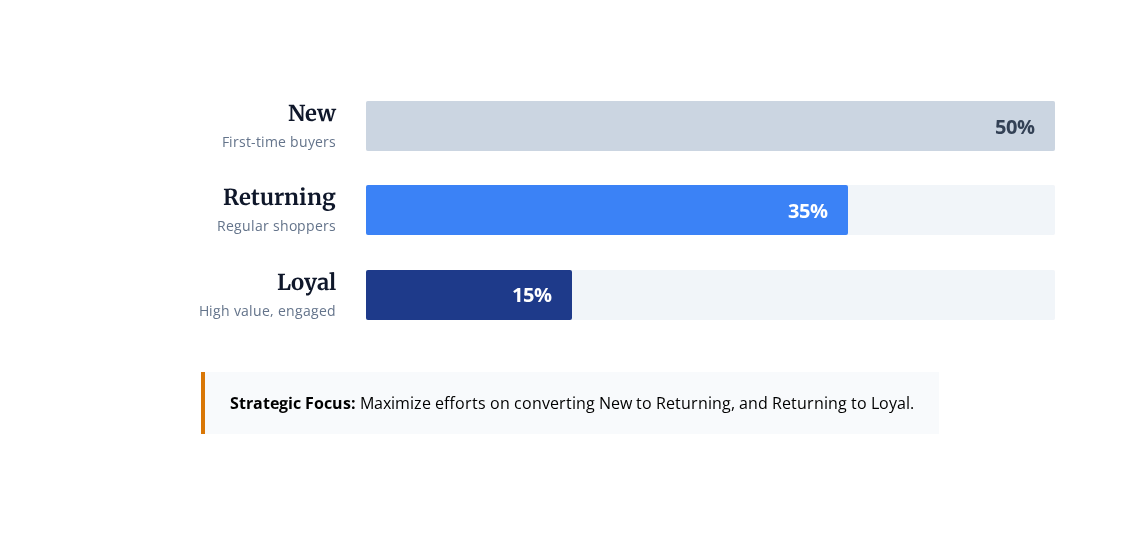 New
First-time buyers
50%
Returning
Regular shoppers
35%
Loyal
High value, engaged
15%
Strategic Focus: Maximize efforts on converting New to Returning, and Returning to Loyal.